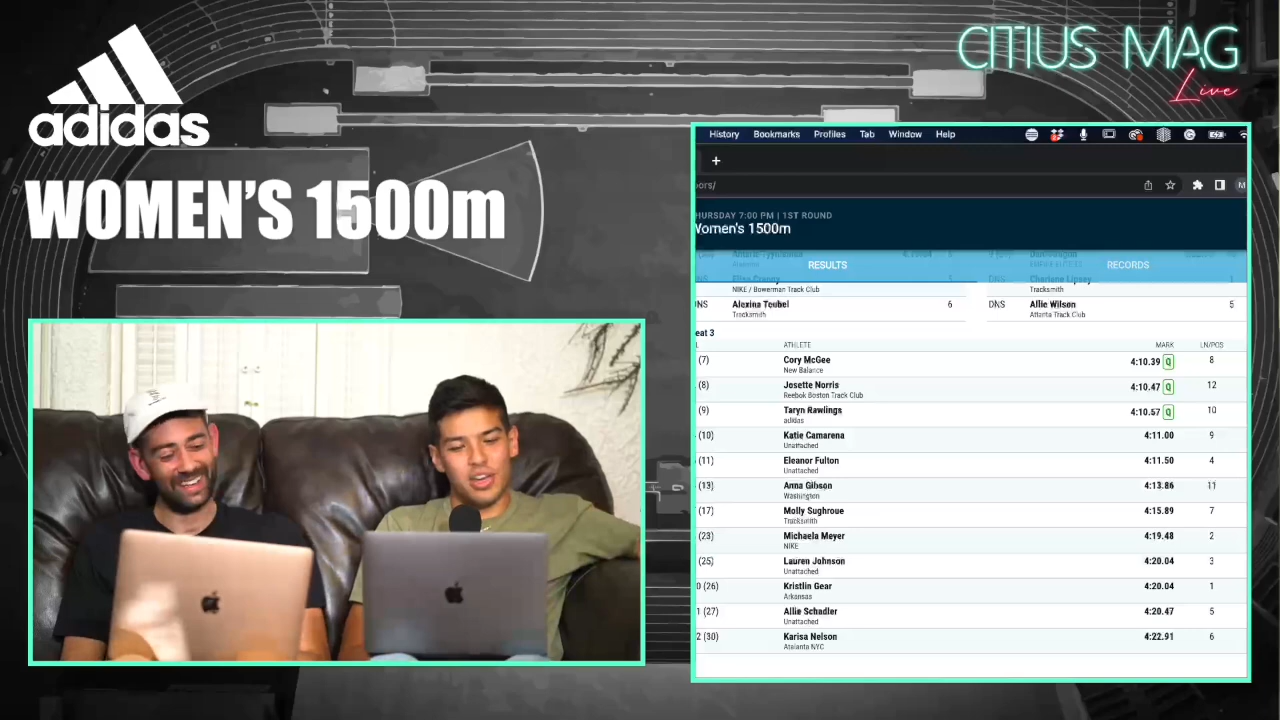 adidas
WOMEN'S 1500m
CITIUS MAG
Live
History Bookmarks Profiles Tab Window Help
ors/
M
HURSDAY 7:00 PM | 1ST ROUND
Women's 1500m
RESULTS RECORDS
NIKE / Bowerman Track Club
Tracksmith
NS Alexina Teubel 6
Tracksmith
DNS Allie Wilson 5
Atlanta Track Club
eat 3
ATHLETE MARK LN/POS
(7) Cory McGee 4:10.39 Q 8
New Balance
(8) Josette Norris 4:10.47 Q 12
Reebok Boston Track Club
(9) Taryn Rawlings 4:10.57 Q 10
adidas
(10) Katie Camarena 4:11.00 9
Unattached
(11) Eleanor Fulton 4:11.50 4
Unattached
(13) Anna Gibson 4:13.86 11
Washington
(17) Molly Sughroue 4:15.89 7
Tracksmith
(23) Michaela Meyer 4:19.48 2
NIKE
(25) Lauren Johnson 4:20.04 3
Unattached
0 (26) Kristlin Gear 4:20.04 1
Arkansas
1 (27) Allie Schadler 4:20.47 5
Unattached
2 (30) Karisa Nelson 4:22.91 6
Atalanta NYC